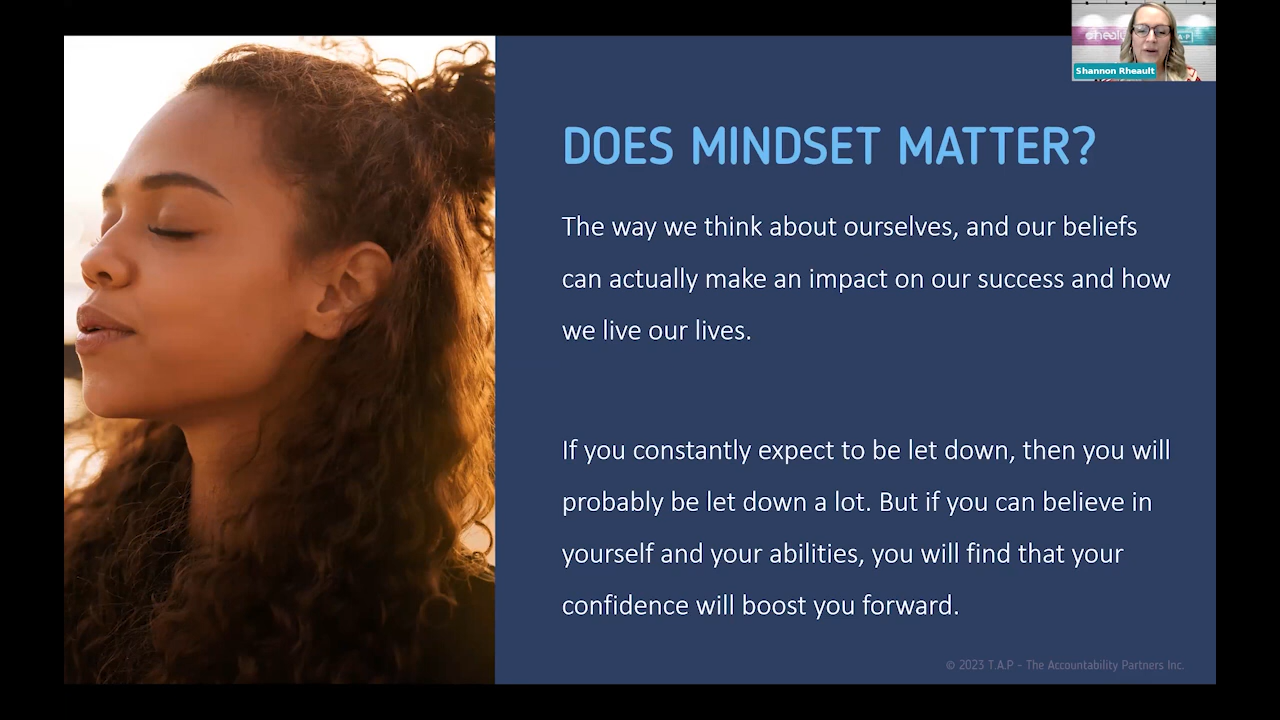 Shannon Rheault
DOES MINDSET MATTER?
The way we think about ourselves, and our beliefs
can actually make an impact on our success and how
we live our lives.
If you constantly expect to be let down, then you will
probably be let down a lot. But if you can believe in
yourself and your abilities, you will find that your
confidence will boost you forward.
© 2023 T.A.P - The Accountability Partners Inc.